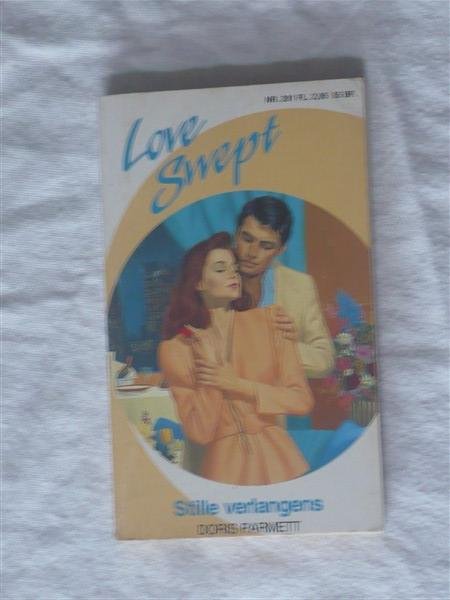 Love
Swept
Stille verlangens
DORIS PARMETT